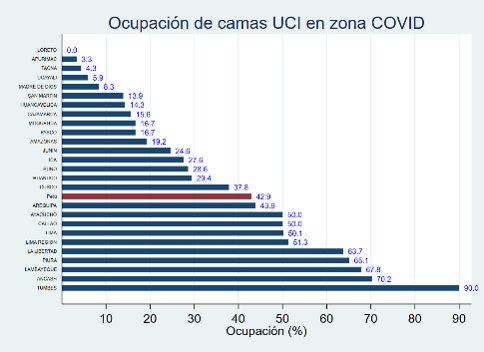 Ocupación de camas UCI en zona COVID
LORETO 0.0
APURIMAC 3.3
TACNA 4.3
UCAYALI 5.9
MADRE DE DIOS 8.3
SAN MARTIN 13.9
HUANCAVELICA 14.3
CAJAMARCA 15.6
MOQUEGUA 16.7
PASCO 16.7
AMAZONAS 19.2
JUNIN 24.6
ICA 27.6
PUNO 28.6
HUANUCO 29.4
CUSCO 37.8
Perú 42.9
AREQUIPA 43.9
AYACUCHO 50.0
CALLAO 50.0
LIMA 50.1
LIMA REGION 51.3
LA LIBERTAD 63.7
PIURA 65.1
LAMBAYEQUE 67.8
ANCASH 70.2
TUMBES 90.0
10 20 30 40 50 60 70 80 90
Ocupación (%)